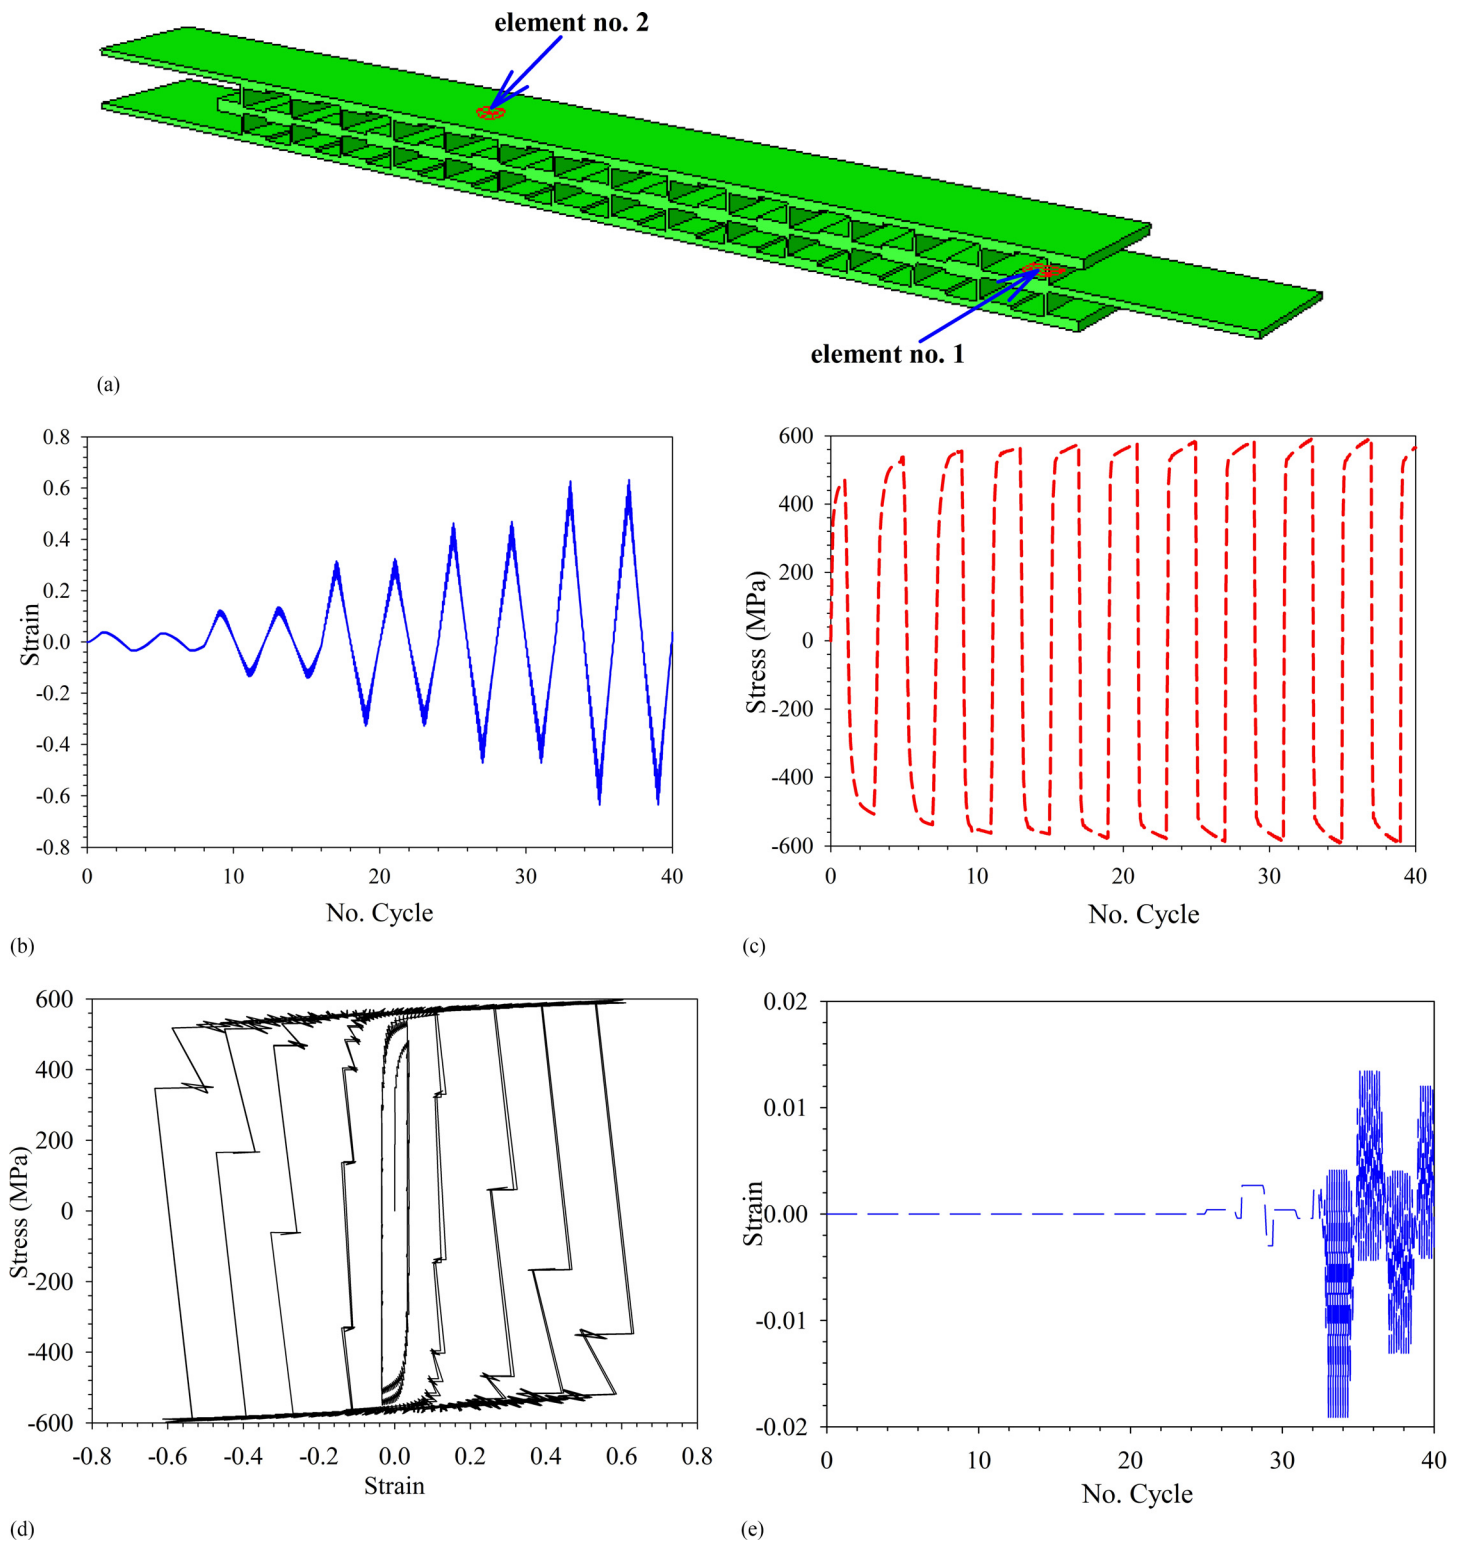 element no. 2
element no. 1
(a)
0.8
0.6
0.4
0.2
0.0
-0.2
-0.4
-0.6
-0.8
Strain
0 10 20 30 40
No. Cycle
(b)
600
400
200
0
-200
-400
-600
Stress (MPa)
0 10 20 30 40
No. Cycle
(c)
600
400
200
0
-200
-400
-600
Stress (MPa)
-0.8 -0.6 -0.4 -0.2 0.0 0.2 0.4 0.6 0.8
Strain
(d)
0.02
0.01
0.00
-0.01
-0.02
Strain
0 10 20 30 40
No. Cycle
(e)